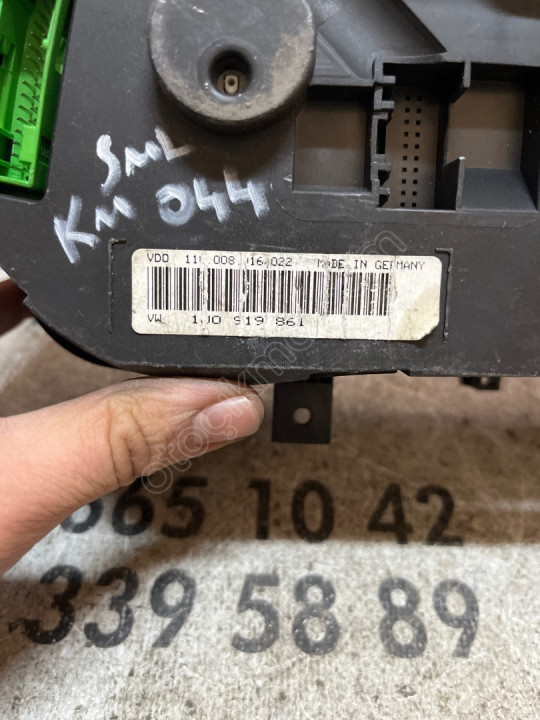 SML
KM 044
VDO 110.008.916.022 MADE IN GERMANY
VW 1J0 919 861
665 10 42
339 58 89